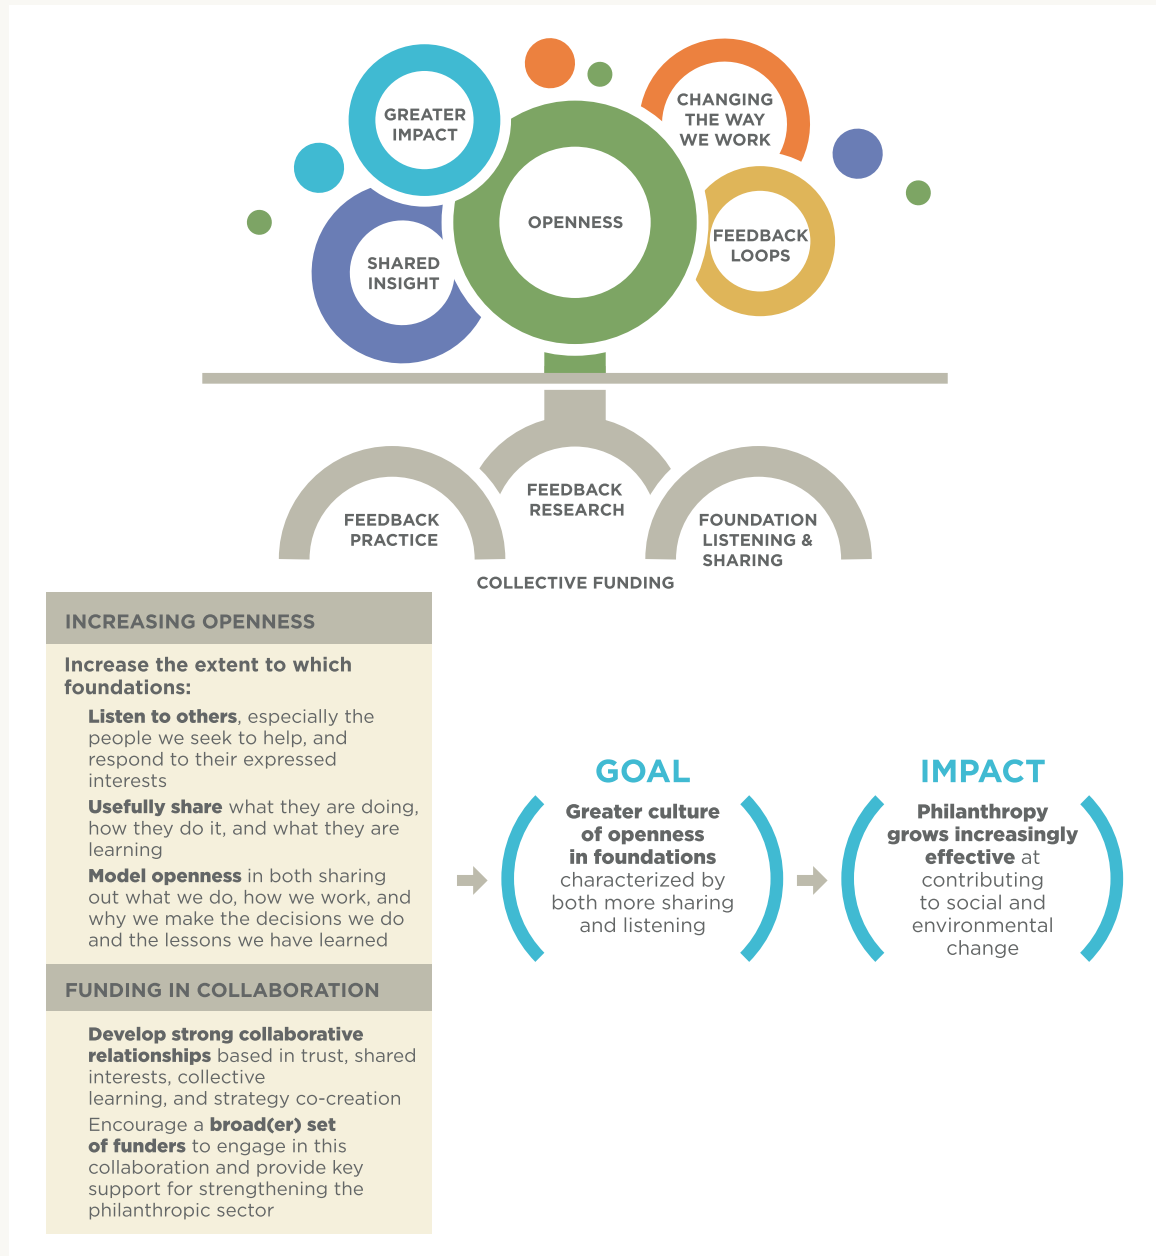 GREATER
IMPACT
CHANGING
THE WAY
WE WORK
OPENNESS
SHARED
INSIGHT
FEEDBACK
LOOPS
FEEDBACK
PRACTICE
FEEDBACK
RESEARCH
FOUNDATION
LISTENING &
SHARING
COLLECTIVE FUNDING
INCREASING OPENNESS
Increase the extent to which
foundations:
Listen to others, especially the
people we seek to help, and
respond to their expressed
interests
Usefully share what they are doing,
how they do it, and what they are
learning
Model openness in both sharing
out what we do, how we work, and
why we make the decisions we do
and the lessons we have learned
FUNDING IN COLLABORATION
Develop strong collaborative
relationships based in trust, shared
interests, collective
learning, and strategy co-creation
Encourage a broad(er) set
of funders to engage in this
collaboration and provide key
support for strengthening the
philanthropic sector
GOAL
Greater culture
of openness
in foundations
characterized by
both more sharing
and listening
IMPACT
Philanthropy
grows increasingly
effective at
contributing
to social and
environmental
change